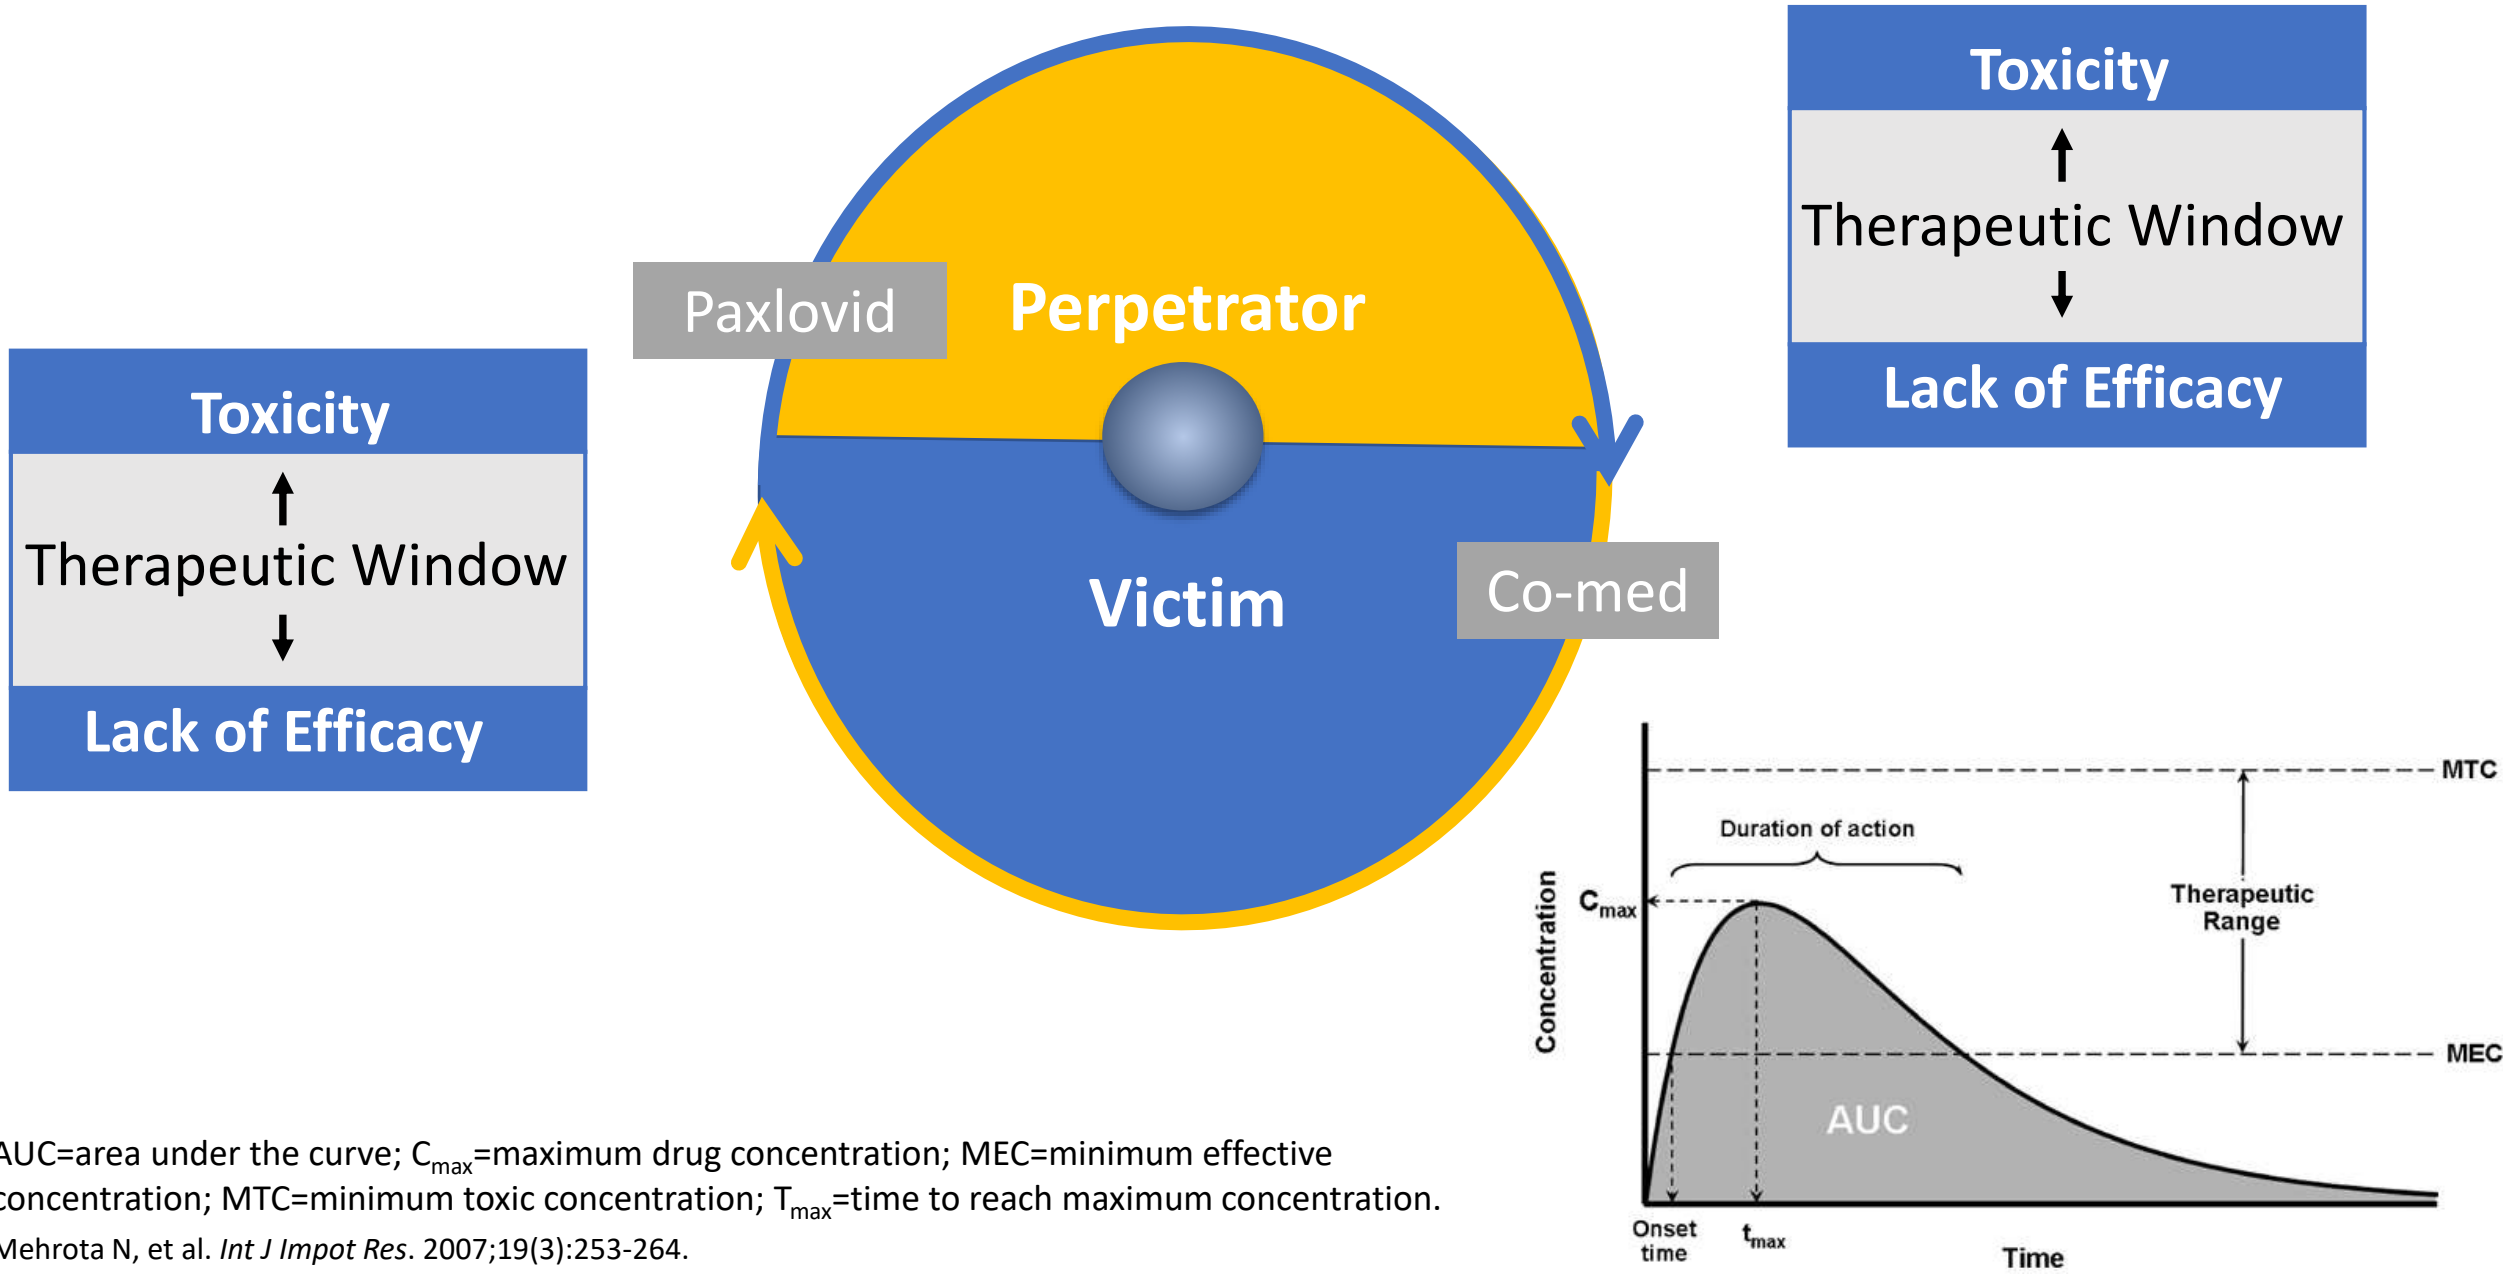 Toxicity
Therapeutic Window
Lack of Efficacy
Perpetrator
Paxlovid
Toxicity
Therapeutic Window
Lack of Efficacy
Victim
Co-med
MTC
Duration of action
Concentration
Cmax
Therapeutic
Range
MEC
AUC
Onset
time
tmax
Time
AUC=area under the curve; Cmax=maximum drug concentration; MEC=minimum effective
concentration; MTC=minimum toxic concentration; Tmax=time to reach maximum concentration.
Mehrota N, et al. Int J Impot Res. 2007;19(3):253-264.